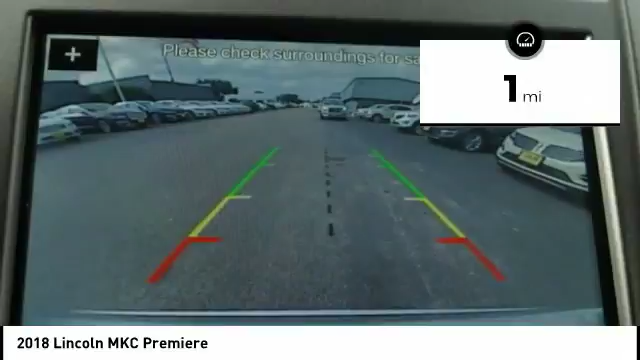 +
Please check surroundings for
1 mi
2018 Lincoln MKC Premiere